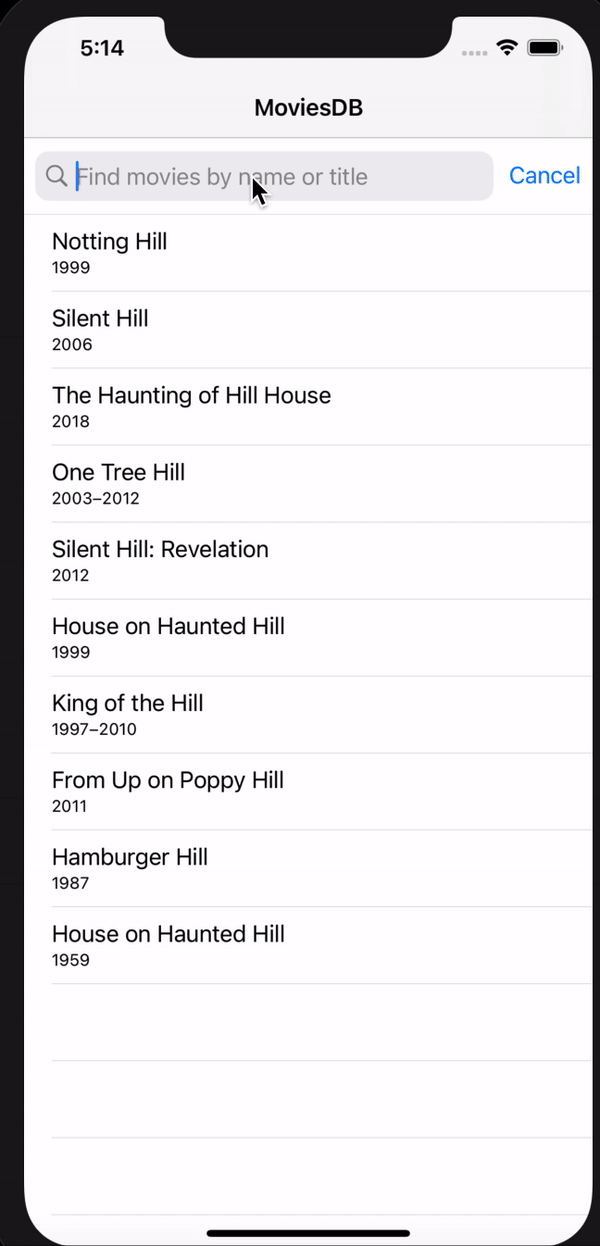 5:14
MoviesDB
Find movies by name or title
Cancel
Notting Hill
1999
Silent Hill
2006
The Haunting of Hill House
2018
One Tree Hill
2003–2012
Silent Hill: Revelation
2012
House on Haunted Hill
1999
King of the Hill
1997–2010
From Up on Poppy Hill
2011
Hamburger Hill
1987
House on Haunted Hill
1959